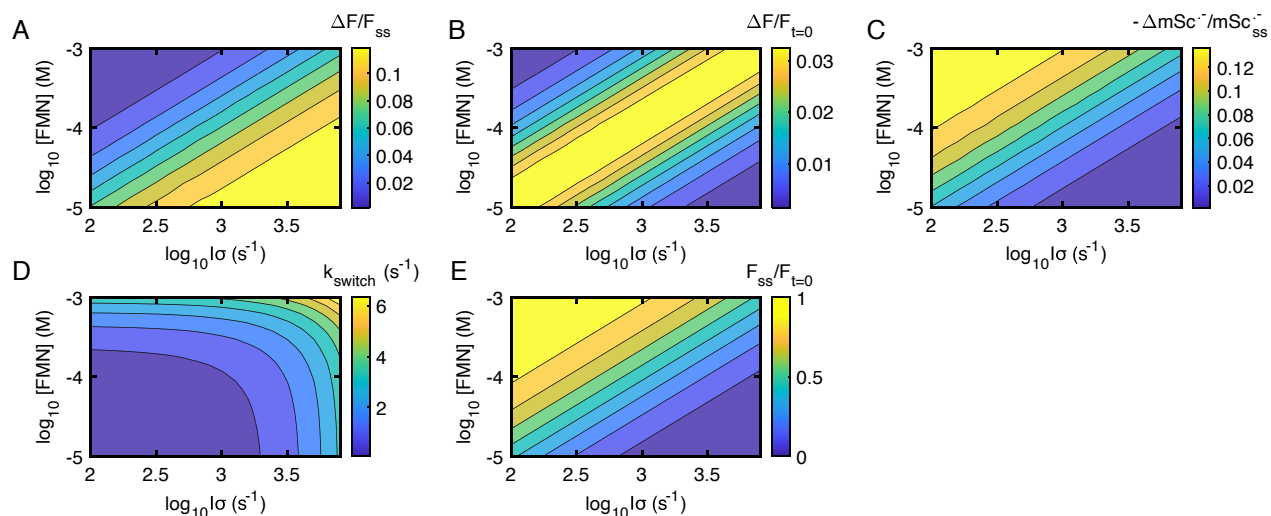 A
ΔF/F_ss
-3
-4
-5
log10 [FMN] (M)
2
2.5
3
3.5
log10Iσ (s^-1)
0.1
0.08
0.06
0.04
0.02
B
ΔF/F_t=0
-3
-4
-5
log10 [FMN] (M)
2
2.5
3
3.5
log10Iσ (s^-1)
0.03
0.02
0.01
C
- ΔmSc·-/mSc·-_ss
-3
-4
-5
log10 [FMN] (M)
2
2.5
3
3.5
log10Iσ (s^-1)
0.12
0.1
0.08
0.06
0.04
0.02
D
k_switch (s^-1)
-3
-4
-5
log10 [FMN] (M)
2
2.5
3
3.5
log10Iσ (s^-1)
6
4
2
E
F_ss/F_t=0
-3
-4
-5
log10 [FMN] (M)
2
2.5
3
3.5
log10Iσ (s^-1)
1
0.5
0